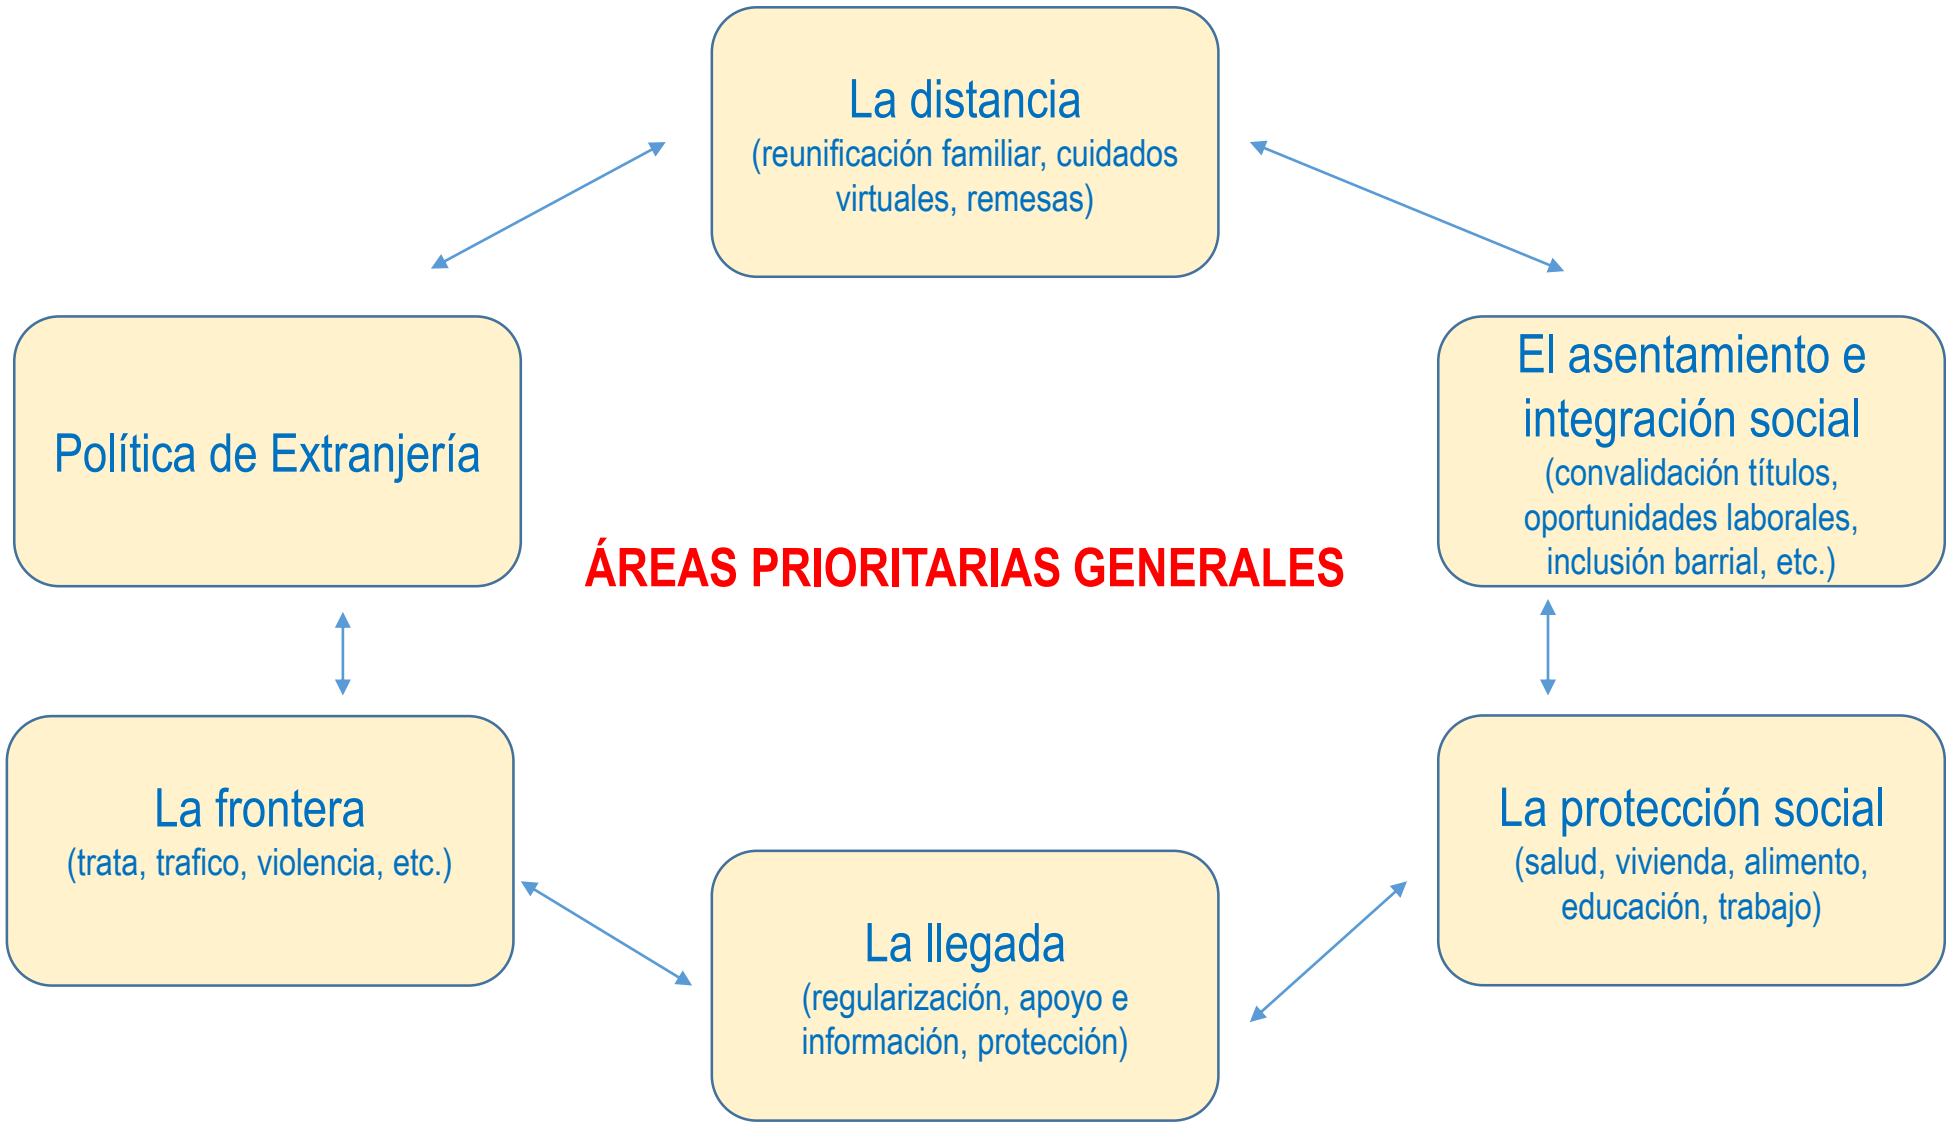 La distancia
(reunificación familiar, cuidados
virtuales, remesas)
Política de Extranjería
El asentamiento e
integración social
(convalidación títulos,
oportunidades laborales,
inclusión barrial, etc.)
ÁREAS PRIORITARIAS GENERALES
La frontera
(trata, trafico, violencia, etc.)
La llegada
(regularización, apoyo e
información, protección)
La protección social
(salud, vivienda, alimento,
educación, trabajo)